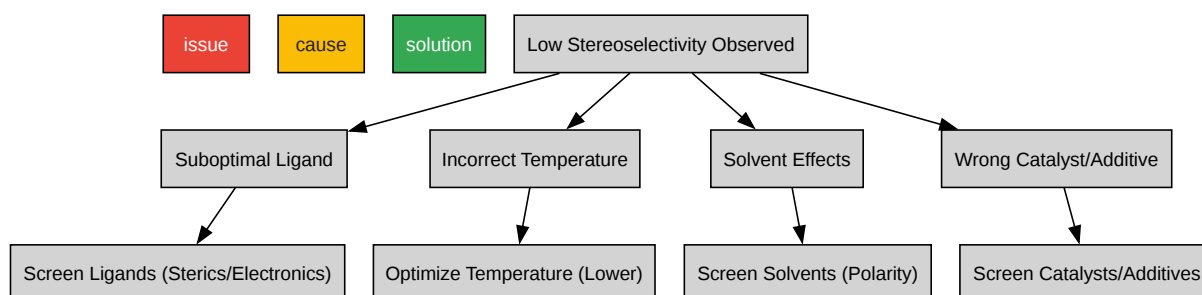 issue
cause
solution
Low Stereoselectivity Observed
Suboptimal Ligand
Incorrect Temperature
Solvent Effects
Wrong Catalyst/Additive
Screen Ligands (Sterics/Electronics)
Optimize Temperature (Lower)
Screen Solvents (Polarity)
Screen Catalysts/Additives